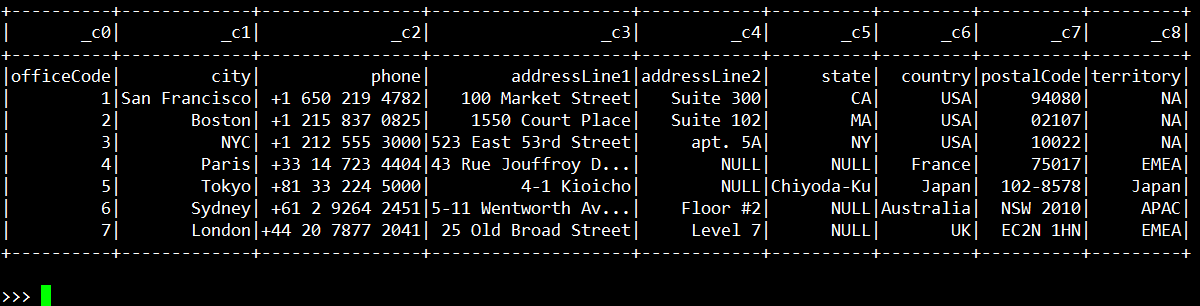 +----------+-------------+----------------+--------------------+------------+----------+---------+----------+---------+
|       _c0|          _c1|             _c2|                 _c3|         _c4|       _c5|      _c6|       _c7|      _c8|
+----------+-------------+----------------+--------------------+------------+----------+---------+----------+---------+
|officeCode|         city|           phone|        addressLine1|addressLine2|     state|  country|postalCode|territory|
|         1|San Francisco| +1 650 219 4782|   100 Market Street|   Suite 300|        CA|      USA|     94080|       NA|
|         2|       Boston| +1 215 837 0825|    1550 Court Place|   Suite 102|        MA|      USA|     02107|       NA|
|         3|          NYC| +1 212 555 3000|523 East 53rd Street|     apt. 5A|        NY|      USA|     10022|       NA|
|         4|        Paris| +33 14 723 4404|43 Rue Jouffroy D...|        NULL|      NULL|   France|     75017|     EMEA|
|         5|        Tokyo| +81 33 224 5000|         4-1 Kioicho|        NULL|Chiyoda-Ku|    Japan|  102-8578|    Japan|
|         6|       Sydney| +61 2 9264 2451|5-11 Wentworth Av...|    Floor #2|      NULL|Australia|  NSW 2010|     APAC|
|         7|       London|+44 20 7877 2041| 25 Old Broad Street|     Level 7|      NULL|       UK|  EC2N 1HN|     EMEA|
+----------+-------------+----------------+--------------------+------------+----------+---------+----------+---------+
>>>